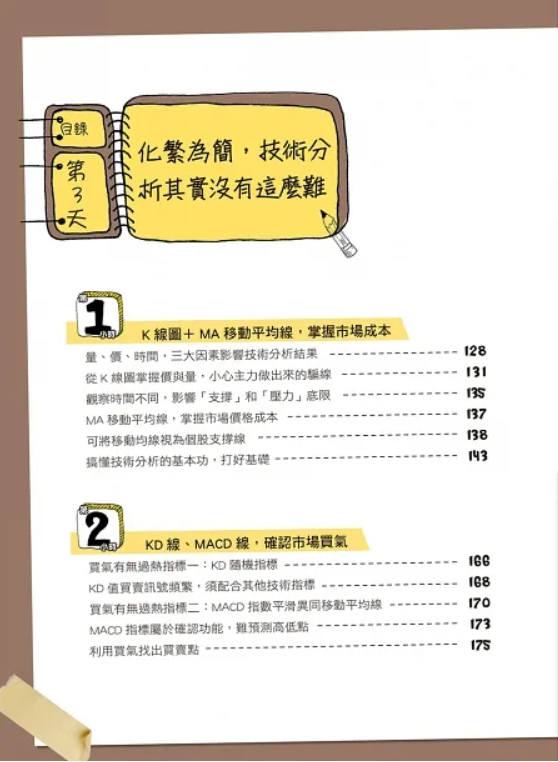 目錄
第3天
化繁為簡，技術分
析其實沒有這麼難
第1小時
K 線圖＋ MA 移動平均線，掌握市場成本
量、價、時間，三大因素影響技術分析結果 128
從 K 線圖掌握價與量，小心主力做出來的騙線 131
觀察時間不同，影響「支撐」和「壓力」底限 135
MA 移動平均線，掌握市場價格成本 137
可將移動均線視為個股支撐線 138
搞懂技術分析的基本功，打好基礎 143
第2小時
KD 線、MACD 線，確認市場買氣
買氣有無過熱指標一：KD 隨機指標 166
KD 值買賣訊號頻繁，須配合其他技術指標 168
買氣有無過熱指標二：MACD 指數平滑異同移動平均線 170
MACD 指標屬於確認功能，難預測高低點 173
利用買氣找出買賣點 175